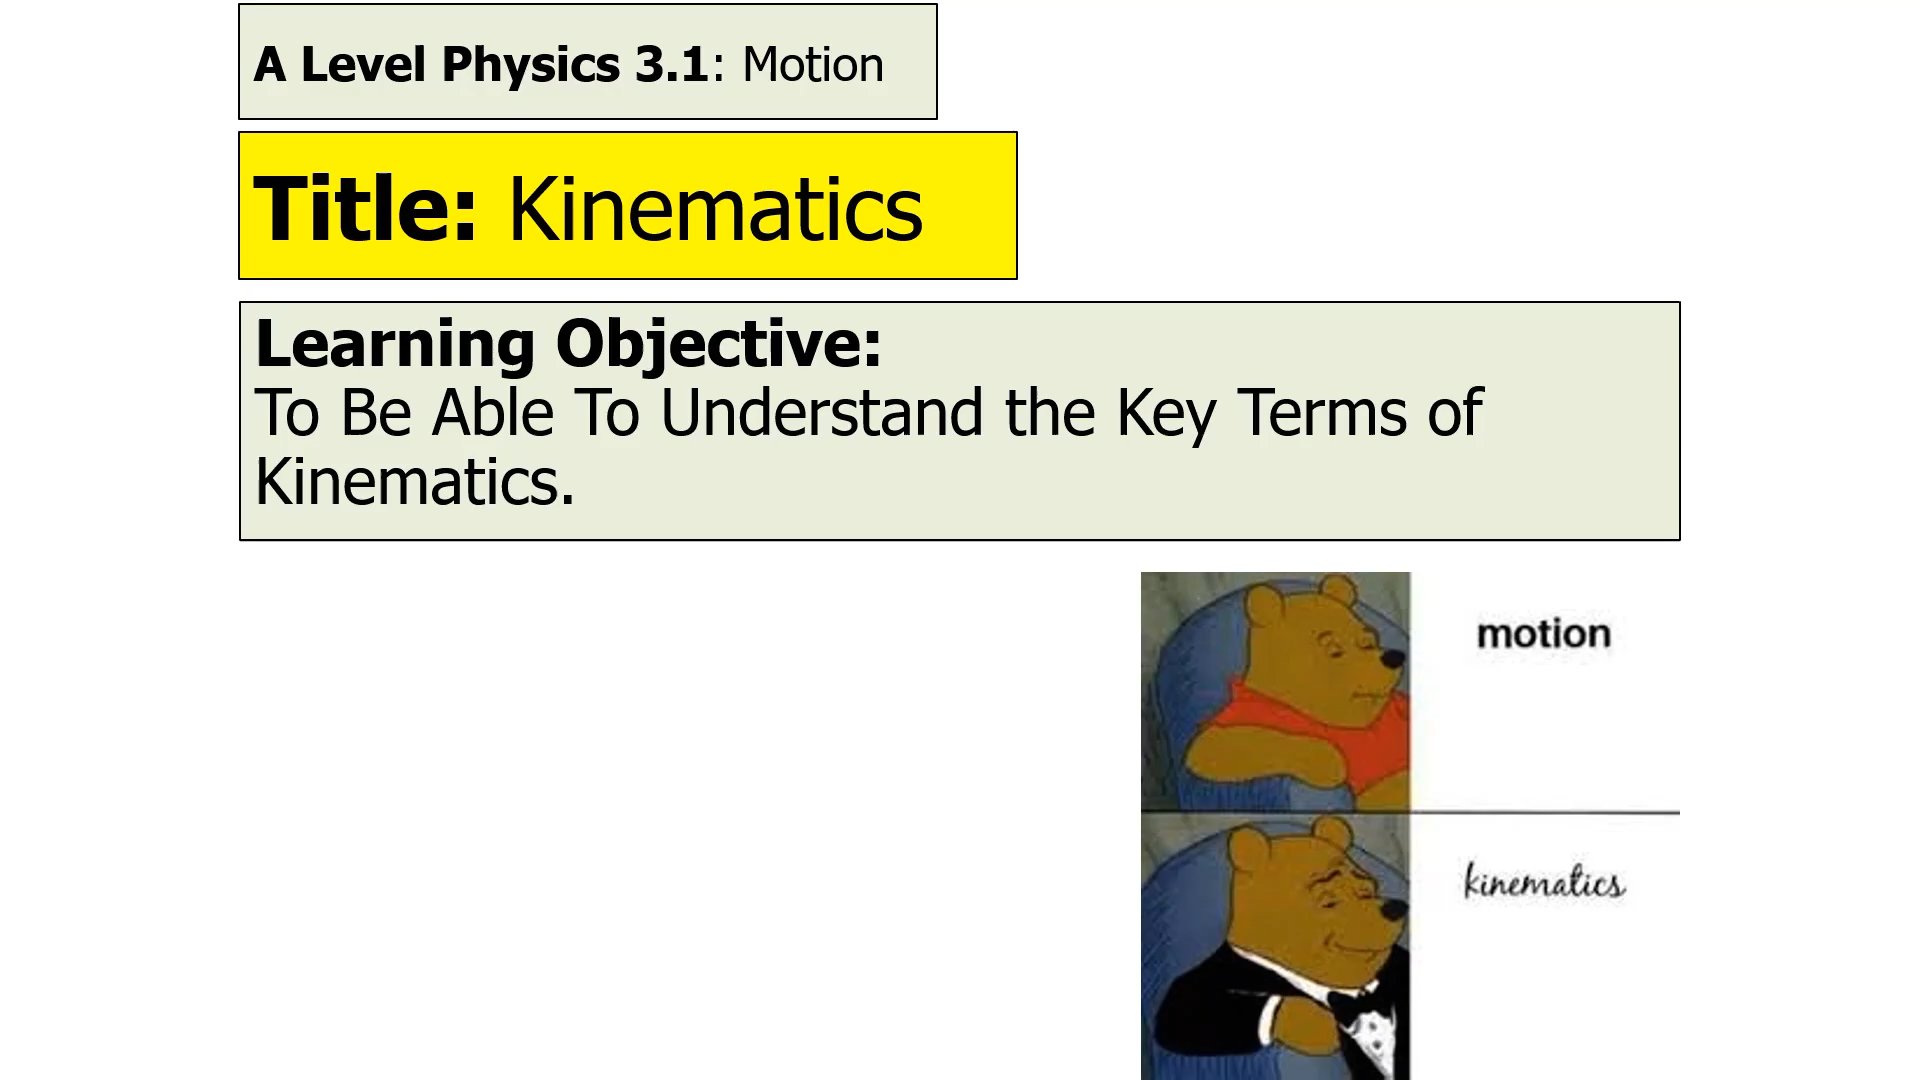 A Level Physics 3.1: Motion
Title: Kinematics
Learning Objective:
To Be Able To Understand the Key Terms of
Kinematics.
motion
kinematics